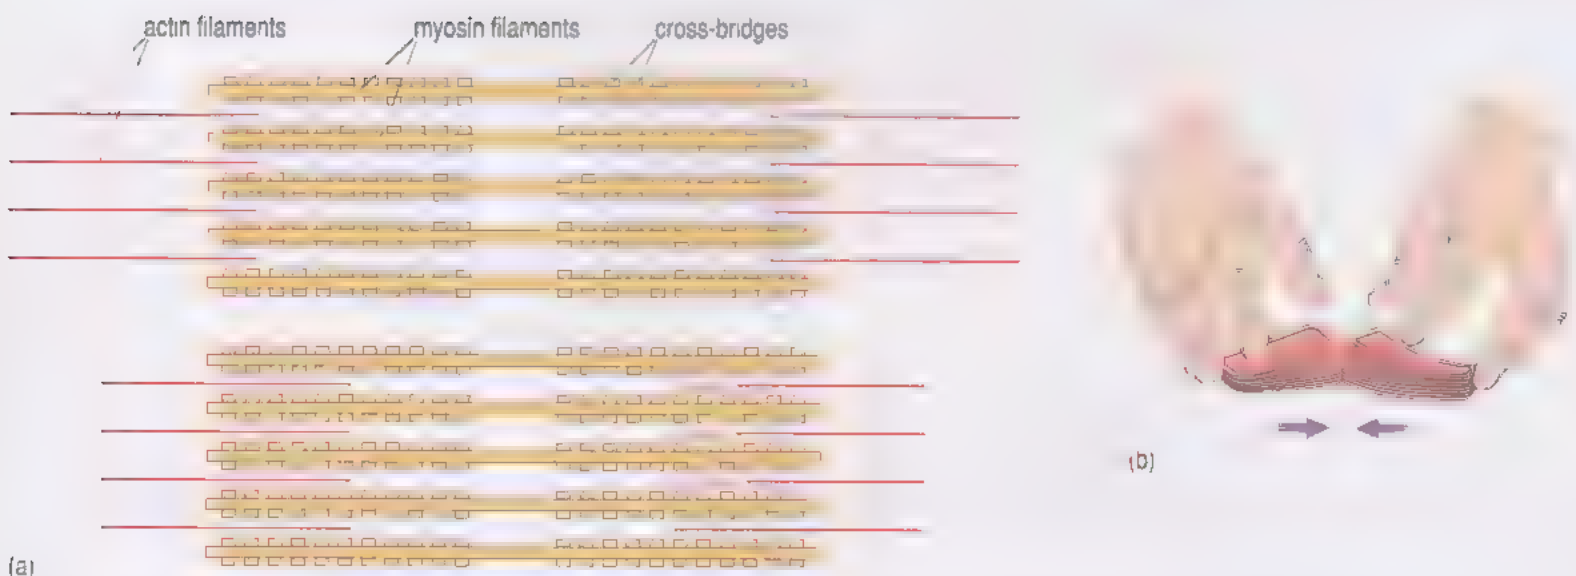 actin filaments
myosin filaments
cross-bridges
(b)
(a)